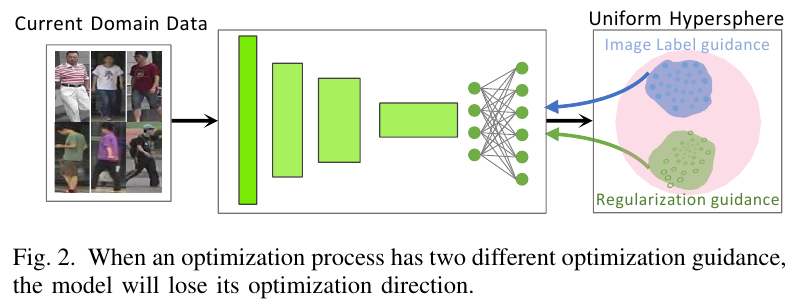 Current Domain Data
Uniform Hypersphere
Image Label guidance
Regularization guidance
Fig. 2. When an optimization process has two different optimization guidance,
the model will lose its optimization direction.